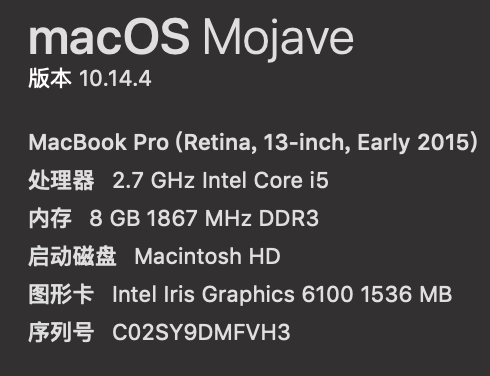 macOS Mojave
版本 10.14.4
MacBook Pro (Retina, 13-inch, Early 2015)
处理器 2.7 GHz Intel Core i5
内存 8 GB 1867 MHz DDR3
启动磁盘 Macintosh HD
图形卡 Intel Iris Graphics 6100 1536 MB
序列号 C02SY9DMFVH3